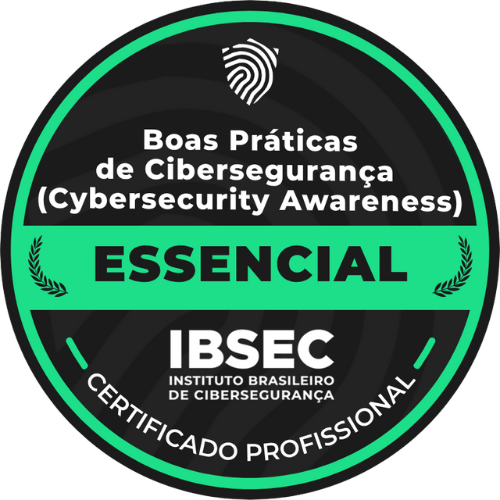 Boas Práticas
de Cibersegurança
(Cybersecurity Awareness)
ESSENCIAL
IBSEC
INSTITUTO BRASILEIRO
DE CIBERSEGURANÇA
CERTIFICADO PROFISSIONAL